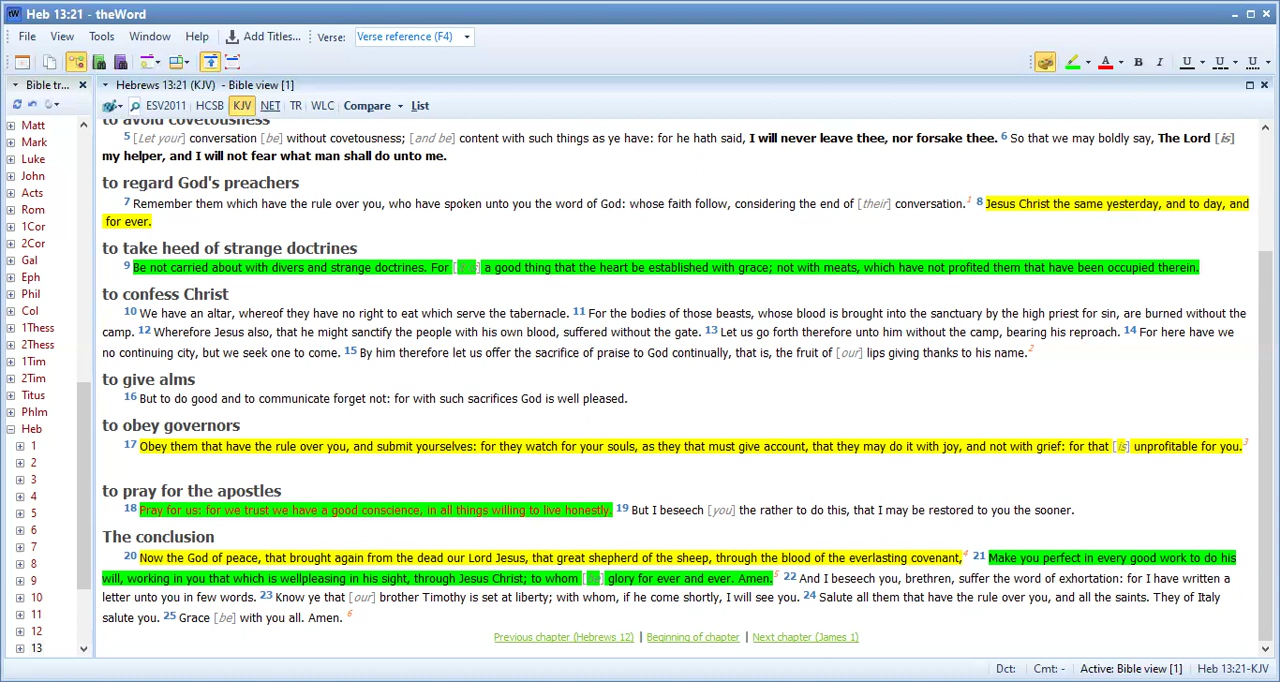 Heb 13:21 - theWord
File View Tools Window Help Add Titles... Verse: Verse reference (F4)
B I U U U
Bible tr... Hebrews 13:21 (KJV) - Bible view [1]
ESV2011 HCSB KJV NET TR WLC Compare List
Matt
Mark
Luke
John
Acts
Rom
1Cor
2Cor
Gal
Eph
Phil
Col
1Thess
2Thess
1Tim
2Tim
Titus
Phlm
Heb
1
2
3
4
5
6
7
8
9
10
11
12
13
to avoid covetousness
5 [Let your] conversation [be] without covetousness; [and be] content with such things as ye have: for he hath said, I will never leave thee, nor forsake thee. 6 So that we may boldly say, The Lord [is]
my helper, and I will not fear what man shall do unto me.
to regard God's preachers
7 Remember them which have the rule over you, who have spoken unto you the word of God: whose faith follow, considering the end of [their] conversation.1 8 Jesus Christ the same yesterday, and to day, and
for ever.
to take heed of strange doctrines
9 Be not carried about with divers and strange doctrines. For a good thing that the heart be established with grace; not with meats, which have not profited them that have been occupied therein.
to confess Christ
10 We have an altar, whereof they have no right to eat which serve the tabernacle. 11 For the bodies of those beasts, whose blood is brought into the sanctuary by the high priest for sin, are burned without the
camp. 12 Wherefore Jesus also, that he might sanctify the people with his own blood, suffered without the gate. 13 Let us go forth therefore unto him without the camp, bearing his reproach. 14 For here have we
no continuing city, but we seek one to come. 15 By him therefore let us offer the sacrifice of praise to God continually, that is, the fruit of [our] lips giving thanks to his name.2
to give alms
16 But to do good and to communicate forget not: for with such sacrifices God is well pleased.
to obey governors
17 Obey them that have the rule over you, and submit yourselves: for they watch for your souls, as they that must give account, that they may do it with joy, and not with grief: for that [is] unprofitable for you.3
to pray for the apostles
18 Pray for us: for we trust we have a good conscience, in all things willing to live honestly. 19 But I beseech [you] the rather to do this, that I may be restored to you the sooner.
The conclusion
20 Now the God of peace, that brought again from the dead our Lord Jesus, that great shepherd of the sheep, through the blood of the everlasting covenant,4 21 Make you perfect in every good work to do his
will, working in you that which is wellpleasing in his sight, through Jesus Christ; to whom [be] glory for ever and ever. Amen.5 22 And I beseech you, brethren, suffer the word of exhortation: for I have written a
letter unto you in few words. 23 Know ye that [our] brother Timothy is set at liberty; with whom, if he come shortly, I will see you. 24 Salute all them that have the rule over you, and all the saints. They of Italy
salute you. 25 Grace [be] with you all. Amen. 6
Previous chapter (Hebrews 12) | Beginning of chapter | Next chapter (James 1)
Dct: Cmt: - Active: Bible view [1] Heb 13:21-KJV